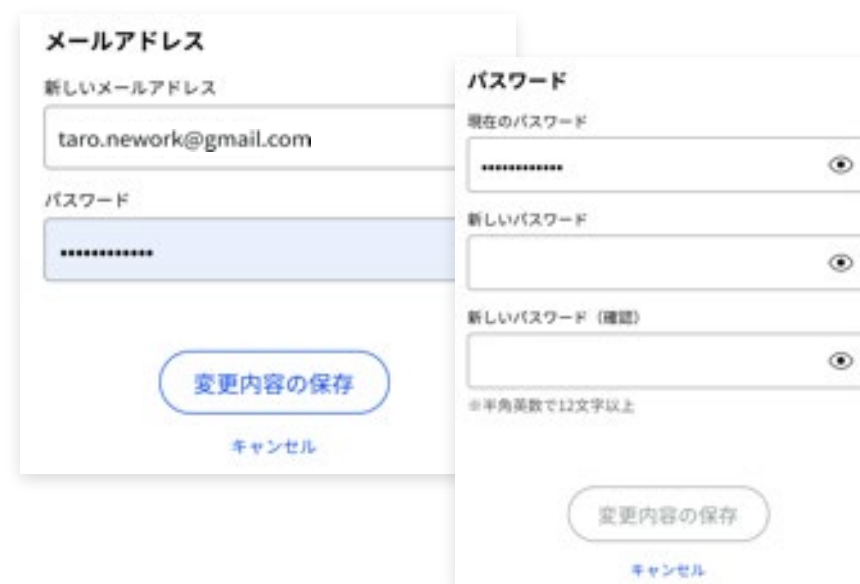 メールアドレス
新しいメールアドレス
taro.nework@gmail.com
パスワード
••••••••••••
変更内容の保存
キャンセル
パスワード
現在のパスワード
••••••••••••
新しいパスワード
新しいパスワード（確認）
※半角英数で12文字以上
変更内容の保存
キャンセル